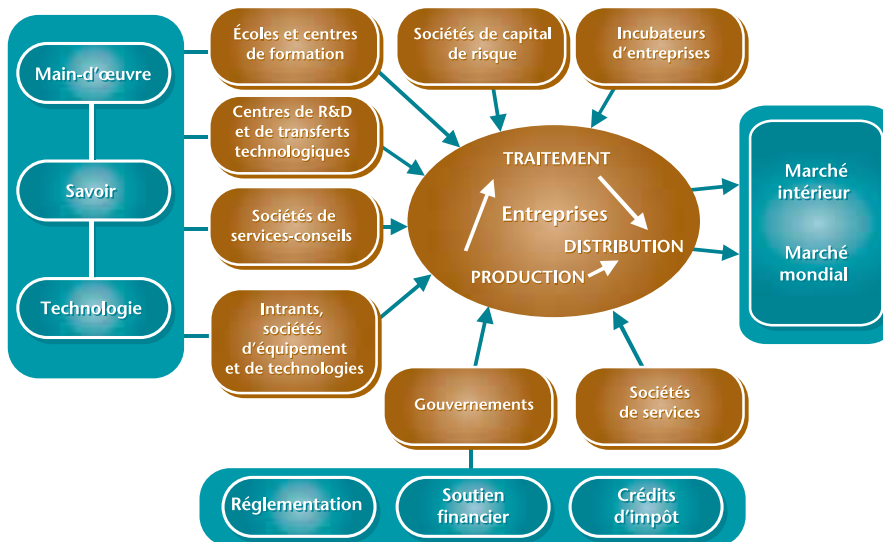 Main-d'œuvre
Savoir
Technologie
Écoles et centres
de formation
Centres de R&D
et de transferts
technologiques
Sociétés de
services-conseils
Intrants,
sociétés
d'équipement
et de technologies
Sociétés de capital
de risque
Incubateurs
d'entreprises
TRAITEMENT
Entreprises
DISTRIBUTION
PRODUCTION
Marché
intérieur
Marché
mondial
Gouvernements
Sociétés
de services
Réglementation
Soutien
financier
Crédits
d'impôt